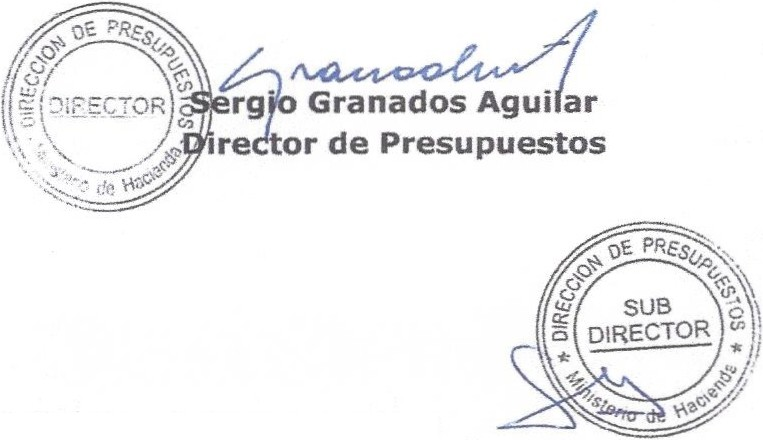 DIRECCION DE PRESUPUESTOS
DIRECTOR
Ministerio de Hacienda
Sergio Granados Aguilar
Director de Presupuestos
DIRECCION DE PRESUPUESTOS
SUB
DIRECTOR
* Ministerio de Hacienda *